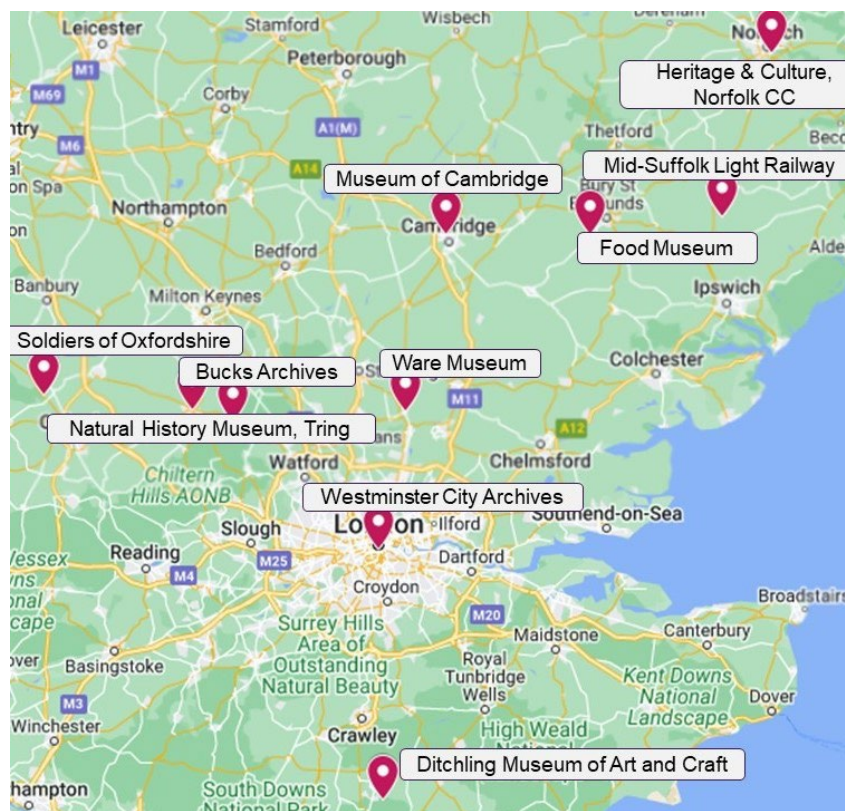 Leicester
Stamford
Wisbech
Peterborough
M1
Heritage & Culture,
Norfolk CC
M69
Corby
A1(M)
Thetford
M6
A14
Mid-Suffolk Light Railway
Museum of Cambridge
Bury St
Northampton
Cambridge
Food Museum
Bedford
Banbury
Milton Keynes
Ipswich
Soldiers of Oxfordshire
Bucks Archives
Ware Museum
Colchester
M11
Natural History Museum, Tring
A12
Chelmsford
Watford
Chiltern
Hills AONB
Westminster City Archives
London
Ilford
Southend-on-Sea
Slough
Reading
M25
Dartford
M4
Croydon
Broadstairs
M20
Surrey Hills
Area of
Outstanding
Natural Beauty
Maidstone
Canterbury
Basingstoke
Royal
Tunbridge
Wells
Kent Downs
National
Landscape
Dover
M3
Winchester
Crawley
High Weald
Ditchling Museum of Art and Craft
South Downs
National Park